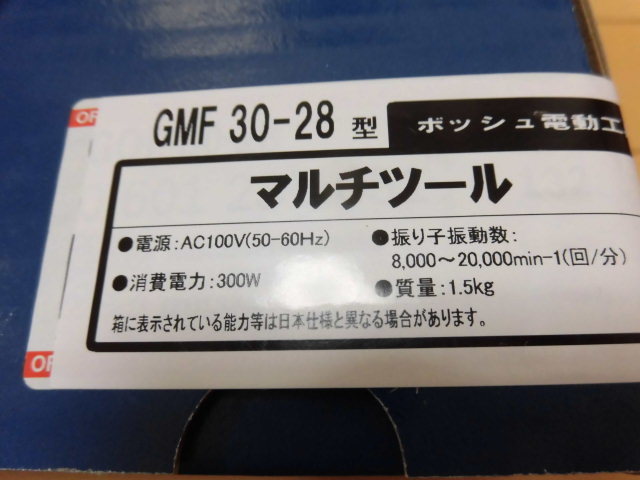 GMF 30-28 型
ボッシュ電動工
マルチツール
●電源:AC100V(50-60Hz)
●消費電力:300W
●振り子振動数:
8,000～20,000min-1(回/分)
●質量:1.5kg
箱に表示されている能力等は日本仕様と異なる場合があります。
OR
OR